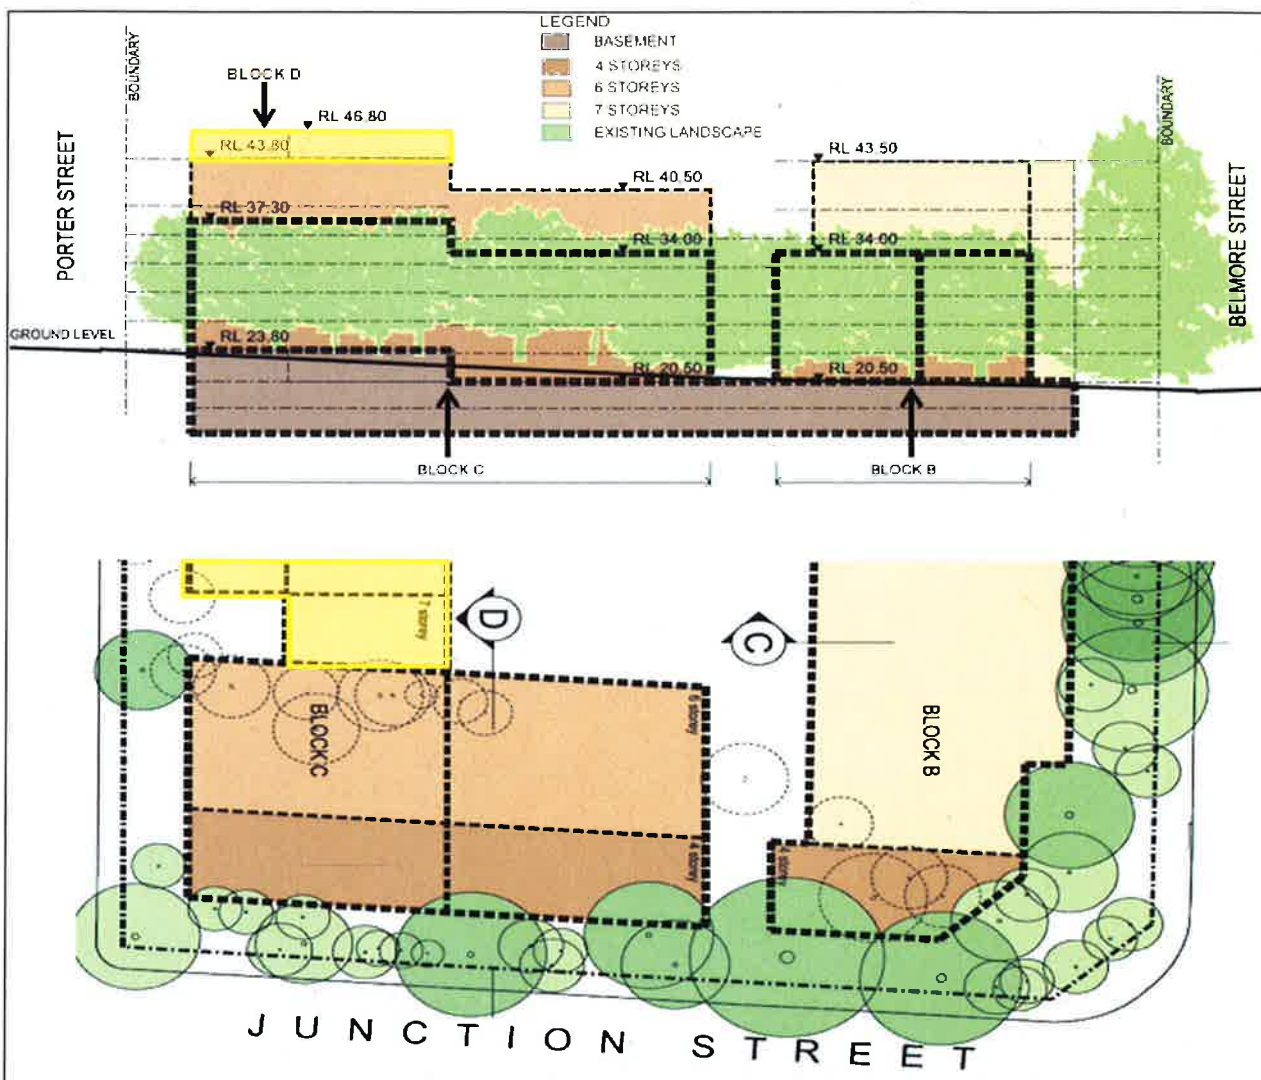 LEGEND
BASEMENT
4 STOREYS
6 STOREYS
7 STOREYS
EXISTING LANDSCAPE
BOUNDARY
BLOCK D
RL 46.80
RL 43.80
RL 40.50
RL 43.50
BOUNDARY
PORTER STREET
RL 37.30
RL 34.00
RL 34.00
BELMORE STREET
GROUND LEVEL
RL 23.80
RL 20.50
RL 20.50
BLOCK C
BLOCK B
7 storey
D
C
BLOCK C
6 storey
BLOCK B
4 storey
4 storey
JUNCTION STREET